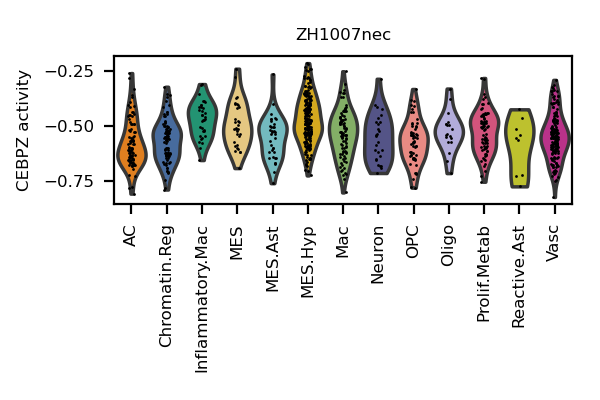 ZH1007nec
CEBPZ activity
−0.25
−0.50
−0.75
AC
Chromatin.Reg
Inflammatory.Mac
MES
MES.Ast
MES.Hyp
Mac
Neuron
OPC
Oligo
Prolif.Metab
Reactive.Ast
Vasc